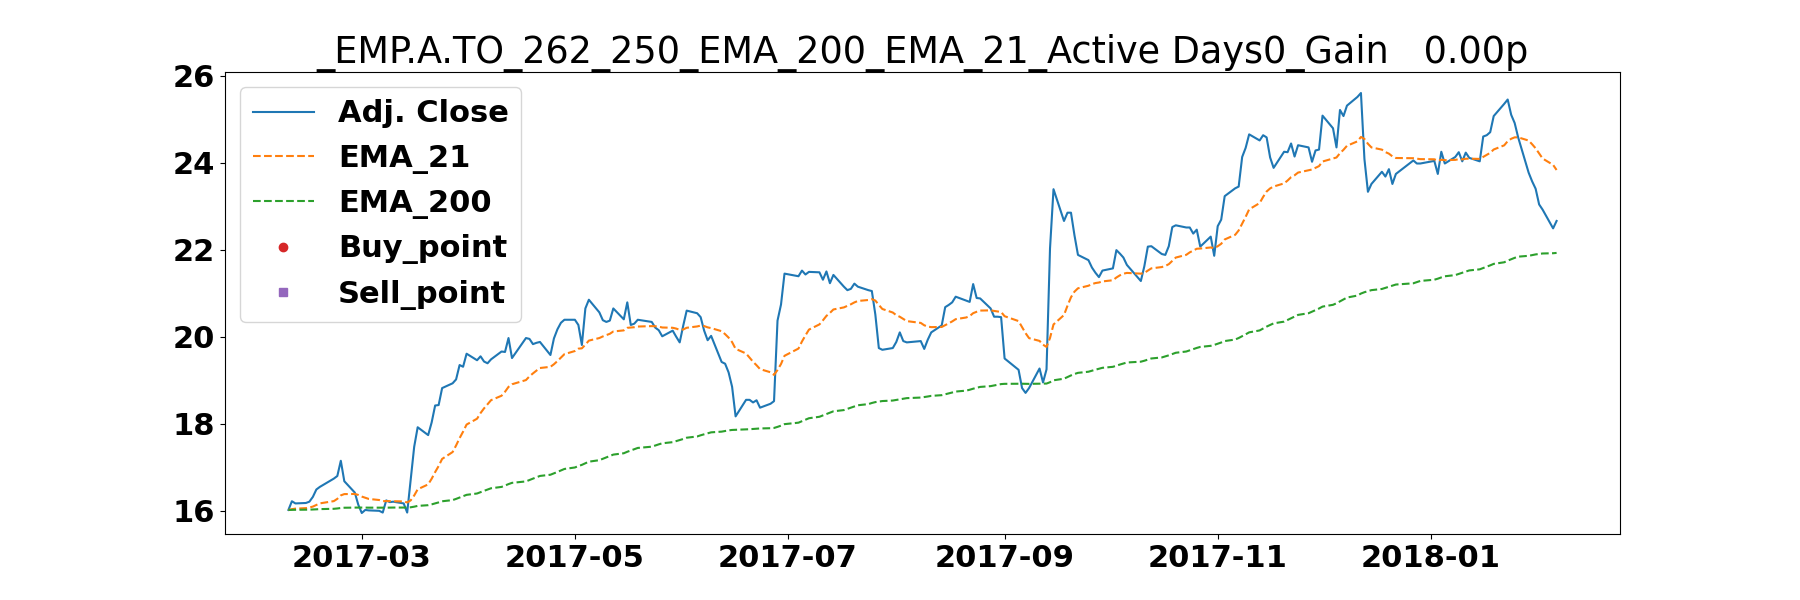 _EMP.A.TO_262_250_EMA_200_EMA_21_Active Days0_Gain   0.00p
26
24
22
20
18
16
Adj. Close
EMA_21
EMA_200
Buy_point
Sell_point
2017-03
2017-05
2017-07
2017-09
2017-11
2018-01